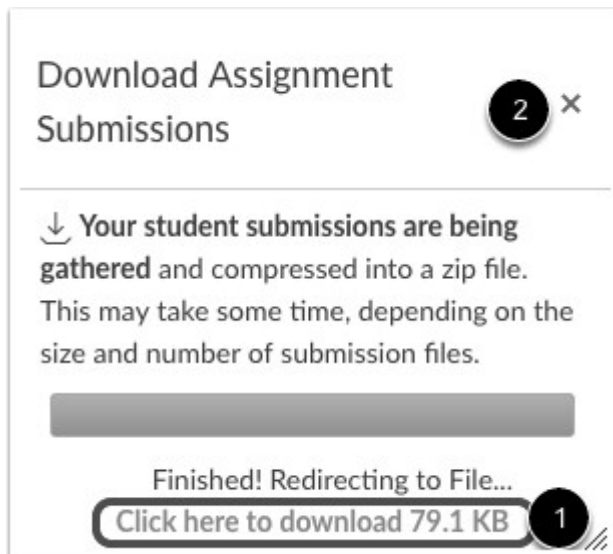 Download Assignment
Submissions
2 ×
Your student submissions are being
gathered and compressed into a zip file.
This may take some time, depending on the
size and number of submission files.
Finished! Redirecting to File...
Click here to download 79.1 KB
1